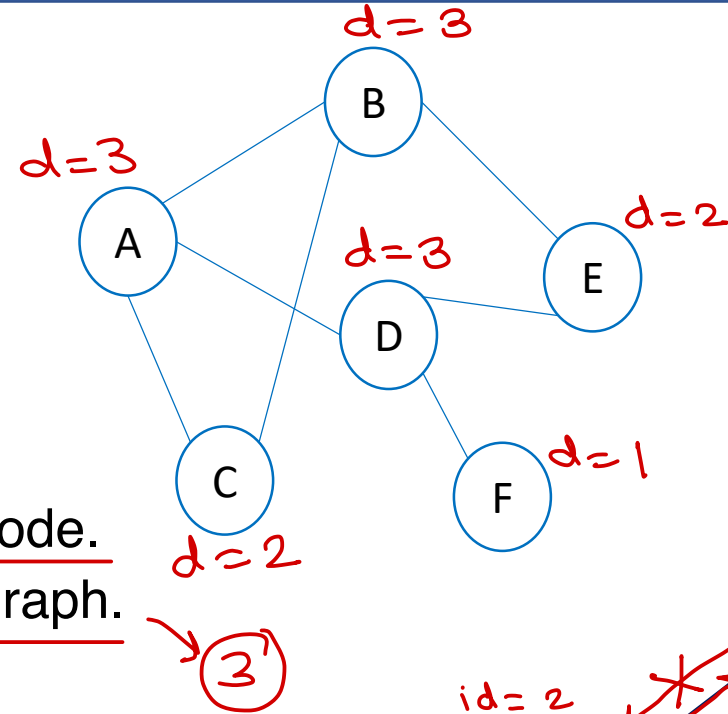 d=3
B
d=3
A
d=2
d=3
E
D
d=1
C
F
ode.
d=2
raph.
3
id=2